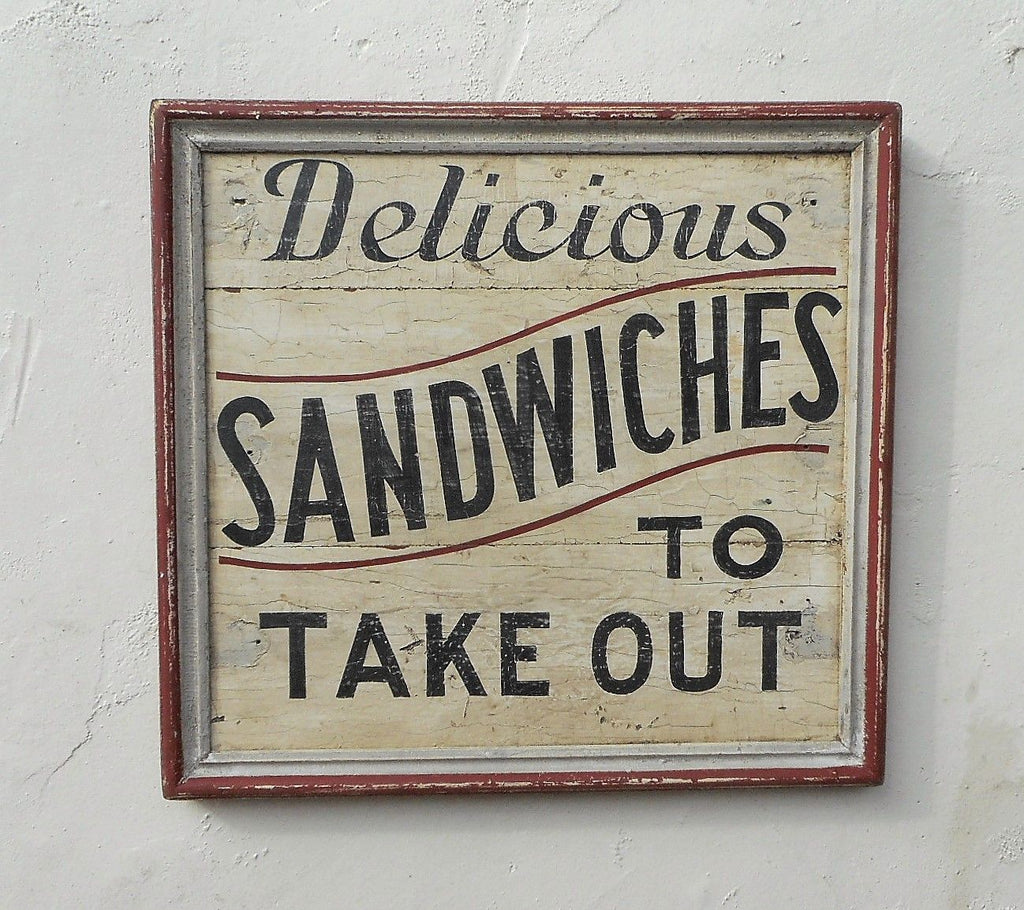 Delicious
SANDWICHES
TO
TAKE OUT